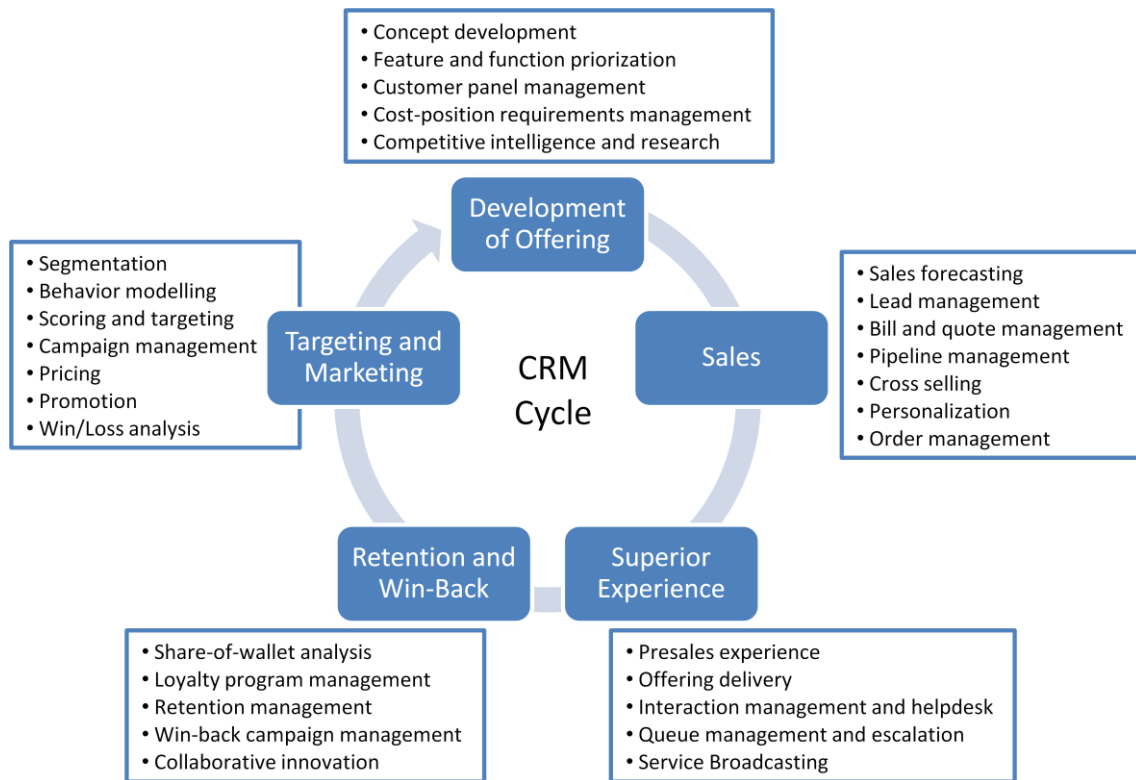 • Concept development
• Feature and function priorization
• Customer panel management
• Cost-position requirements management
• Competitive intelligence and research
Development
of Offering
• Sales forecasting
• Lead management
• Bill and quote management
• Pipeline management
• Cross selling
• Personalization
• Order management
Sales
• Segmentation
• Behavior modelling
• Scoring and targeting
• Campaign management
• Pricing
• Promotion
• Win/Loss analysis
Targeting and
Marketing
CRM
Cycle
Retention and
Win-Back
Superior
Experience
• Share-of-wallet analysis
• Loyalty program management
• Retention management
• Win-back campaign management
• Collaborative innovation
• Presales experience
• Offering delivery
• Interaction management and helpdesk
• Queue management and escalation
• Service Broadcasting